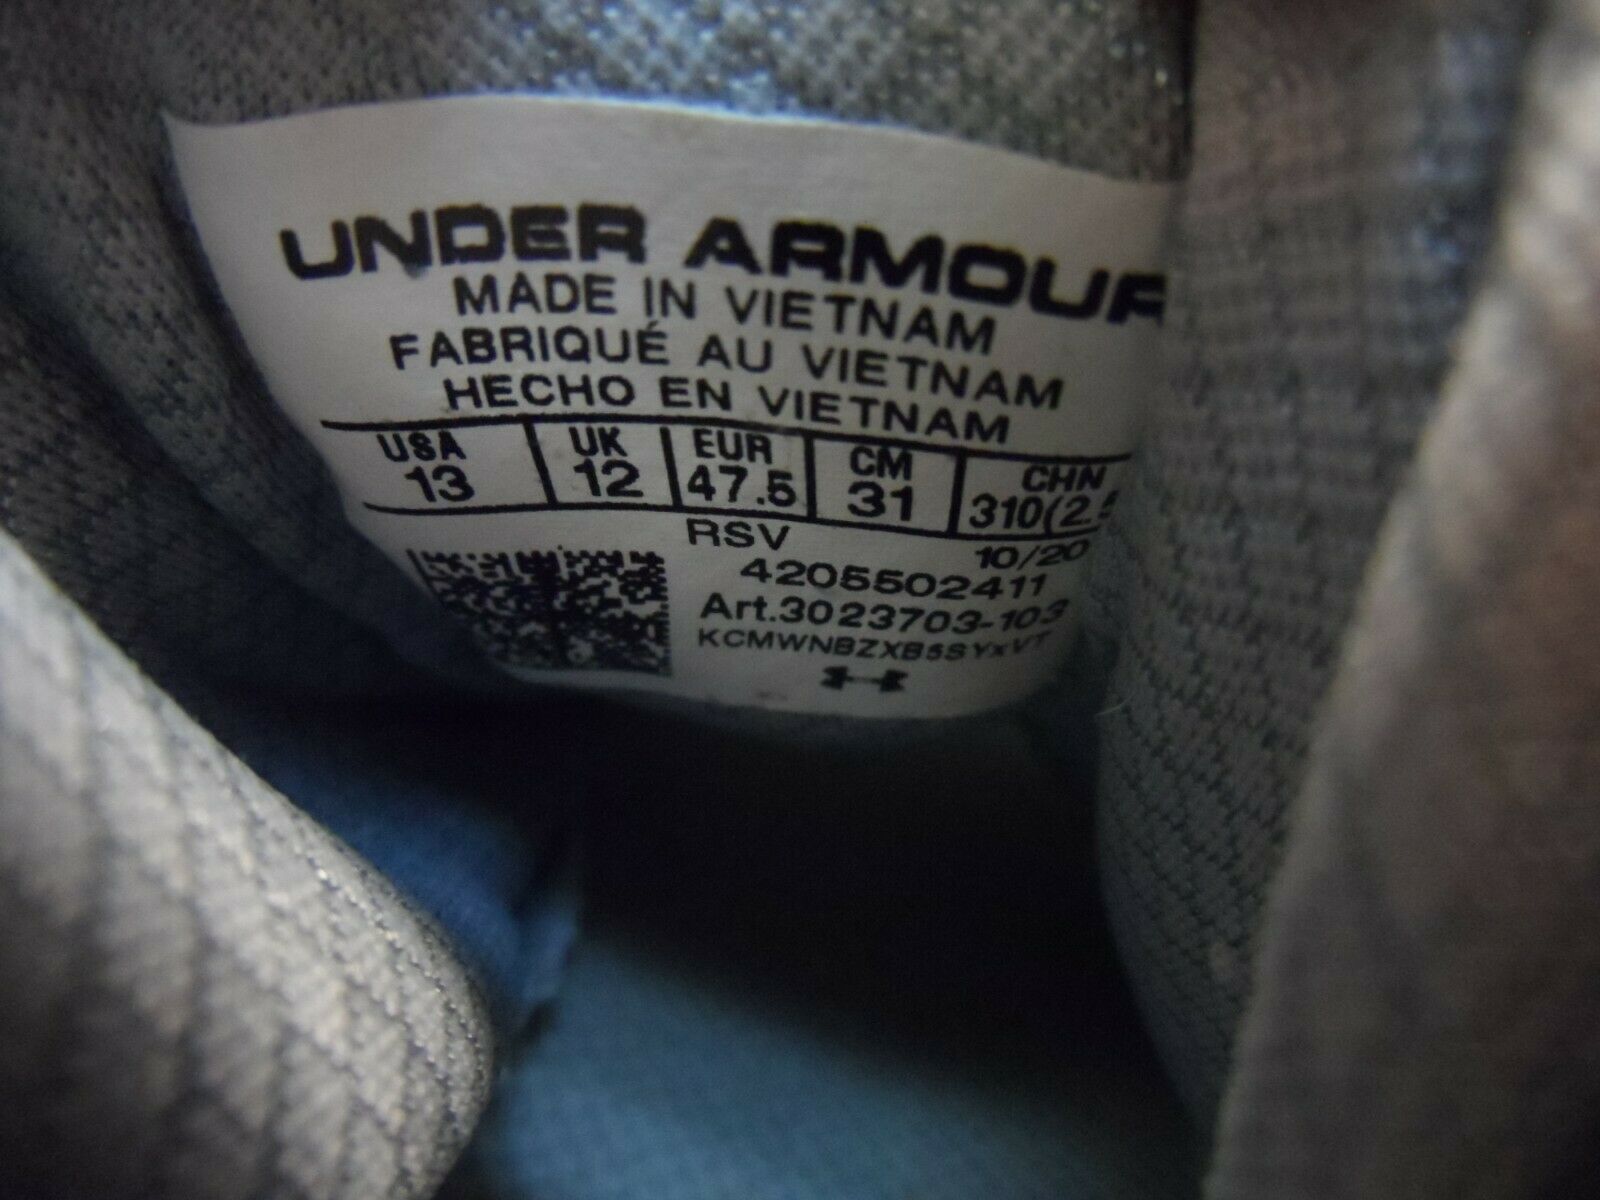 UNDER ARMOUR
MADE IN VIETNAM
FABRIQUÉ AU VIETNAM
HECHO EN VIETNAM
USA UK EUR CM CHN
13 12 47.5 31 310(2.5
RSV 10/20
4205502411
Art.3023703-103
KCMWNBZXB5SYxVT